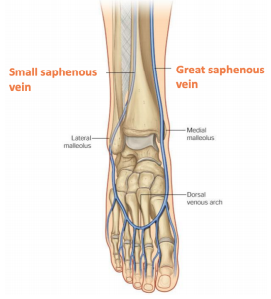 Small saphenous
vein
Great saphenous
vein
Lateral
malleolus
Medial
malleolus
Dorsal
venous arch